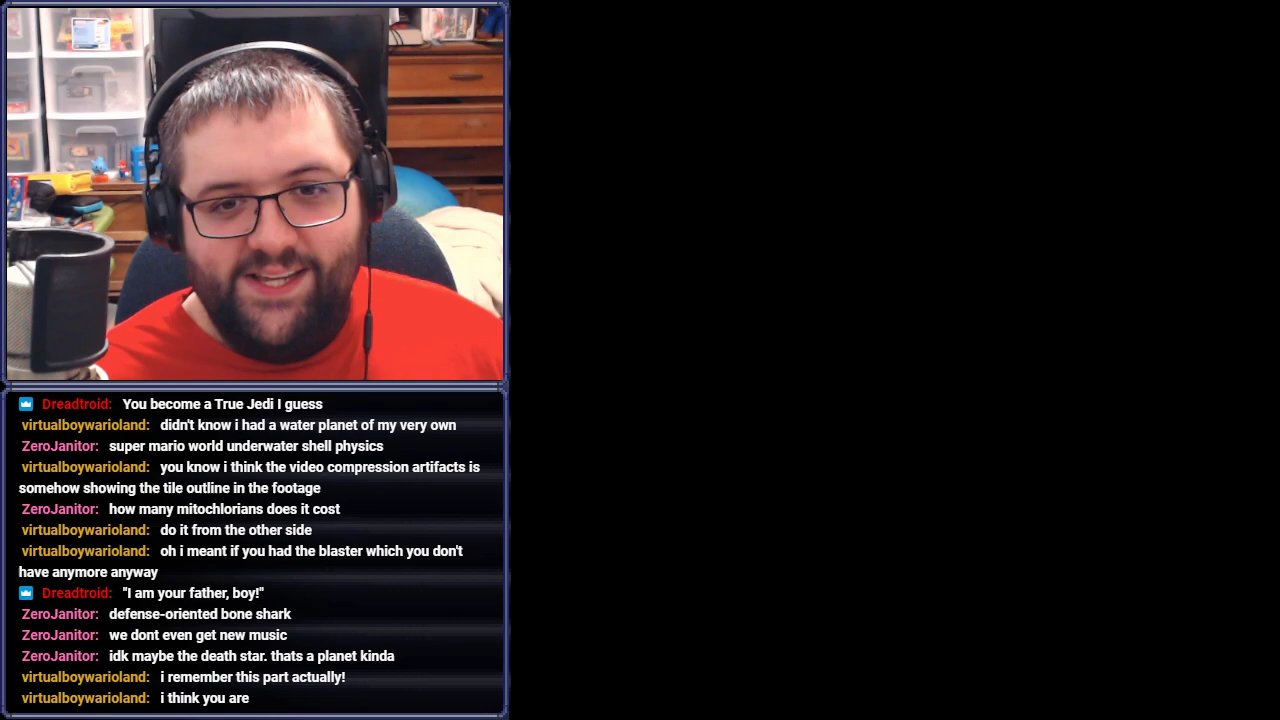 Dreadtroid: You become a True Jedi I guess
virtualboywarioland: didn't know i had a water planet of my very own
ZeroJanitor: super mario world underwater shell physics
virtualboywarioland: you know i think the video compression artifacts is
somehow showing the tile outline in the footage
ZeroJanitor: how many mitochlorians does it cost
virtualboywarioland: do it from the other side
virtualboywarioland: oh i meant if you had the blaster which you don't
have anymore anyway
Dreadtroid: "I am your father, boy!"
ZeroJanitor: defense-oriented bone shark
ZeroJanitor: we dont even get new music
ZeroJanitor: idk maybe the death star. thats a planet kinda
virtualboywarioland: i remember this part actually!
virtualboywarioland: i think you are